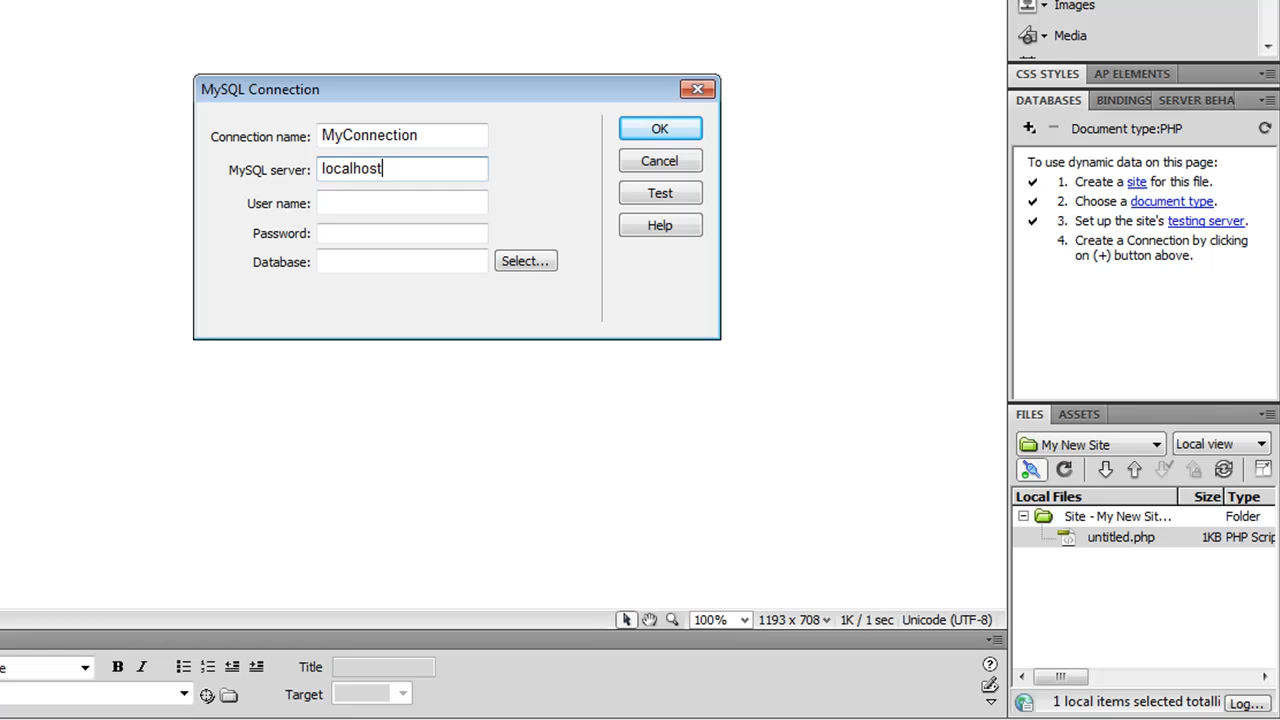 Images
Media
CSS STYLES AP ELEMENTS
DATABASES BINDINGS SERVER BEHA
Document type:PHP
To use dynamic data on this page:
1. Create a site for this file.
2. Choose a document type.
3. Set up the site's testing server.
4. Create a Connection by clicking
on (+) button above.
MySQL Connection
Connection name: MyConnection
MySQL server: localhost
User name:
Password:
Database: Select...
OK
Cancel
Test
Help
FILES ASSETS
My New Site Local view
Local Files Size Type
Site - My New Sit... Folder
untitled.php 1KB PHP Scrip
100% 1193 x 708 1K / 1 sec Unicode (UTF-8)
e B I Title
Target
1 local items selected totalli Log...